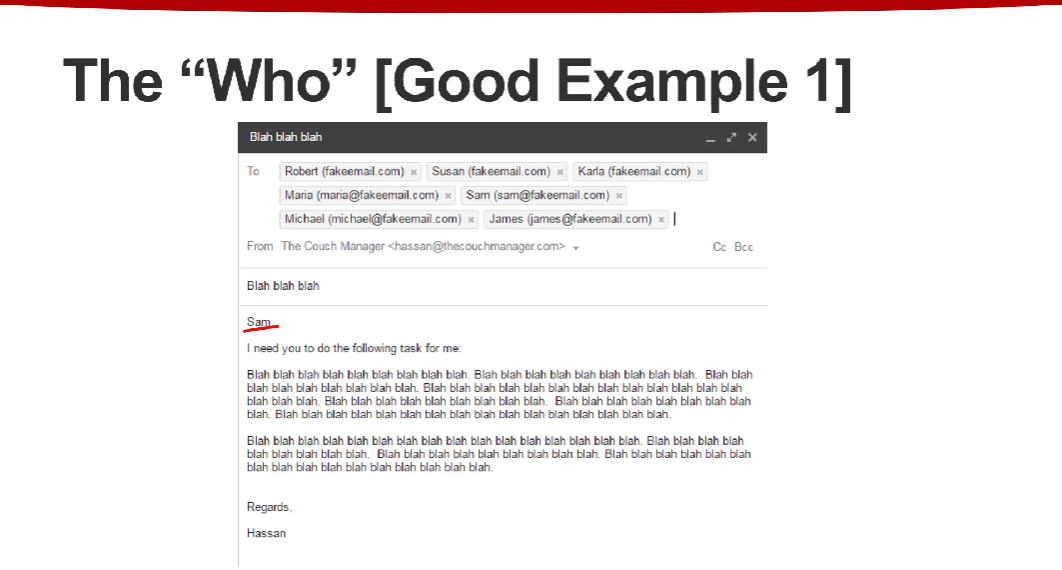 The “Who” [Good Example 1]
Blah blah blah
To Robert (fakeemail.com) × Susan (fakeemail.com) × Karla (fakeemail.com) ×
Maria (maria@fakeemail.com) × Sam (sam@fakeemail.com) ×
Michael (michael@fakeemail.com) × James (james@fakeemail.com) ×
From The Couch Manager <hassan@thecouchmanager.com> Cc Bcc
Blah blah blah
Sam
I need you to do the following task for me:
Blah blah blah blah blah blah blah blah blah. Blah blah blah blah blah blah blah blah blah. Blah blah
blah blah blah blah blah blah blah. Blah blah blah blah blah blah blah blah blah blah blah blah blah
blah blah blah. Blah blah blah blah blah blah blah blah blah. Blah blah blah blah blah blah blah blah
blah. Blah blah blah blah blah blah blah blah blah blah blah blah blah blah blah blah.
Blah blah blah blah blah blah blah blah blah blah blah blah blah blah blah blah. Blah blah blah blah
blah blah blah blah blah. Blah blah blah blah blah blah blah blah blah. Blah blah blah blah blah blah
blah blah blah blah blah blah blah blah blah blah.
Regards,
Hassan